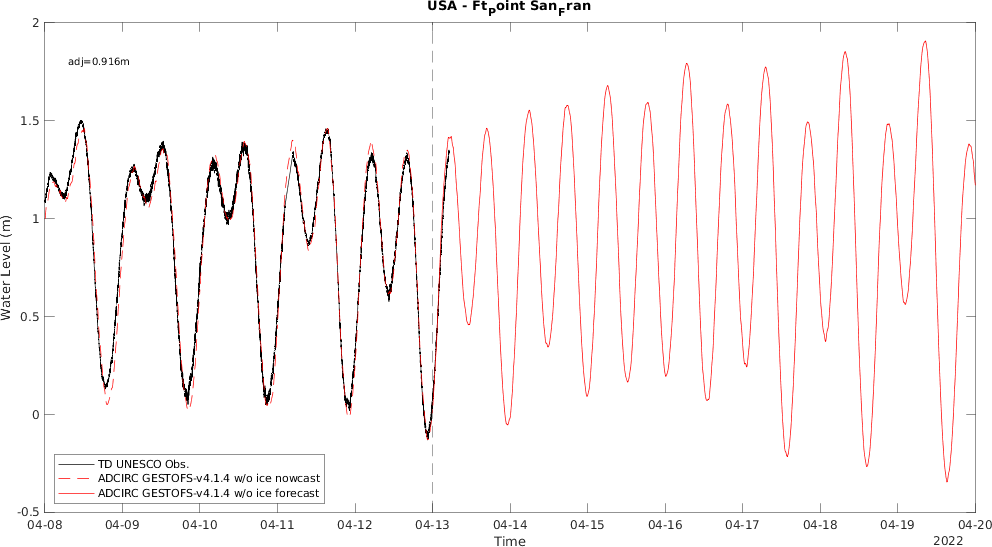 USA - Ft_Point San_Fran
2
adj=0.916m
1.5
1
Water Level (m)
0.5
0
TD UNESCO Obs.
ADCIRC GESTOFS-v4.1.4 w/o ice nowcast
ADCIRC GESTOFS-v4.1.4 w/o ice forecast
-0.5
04-08 04-09 04-10 04-11 04-12 04-13 04-14 04-15 04-16 04-17 04-18 04-19 04-20
Time
2022